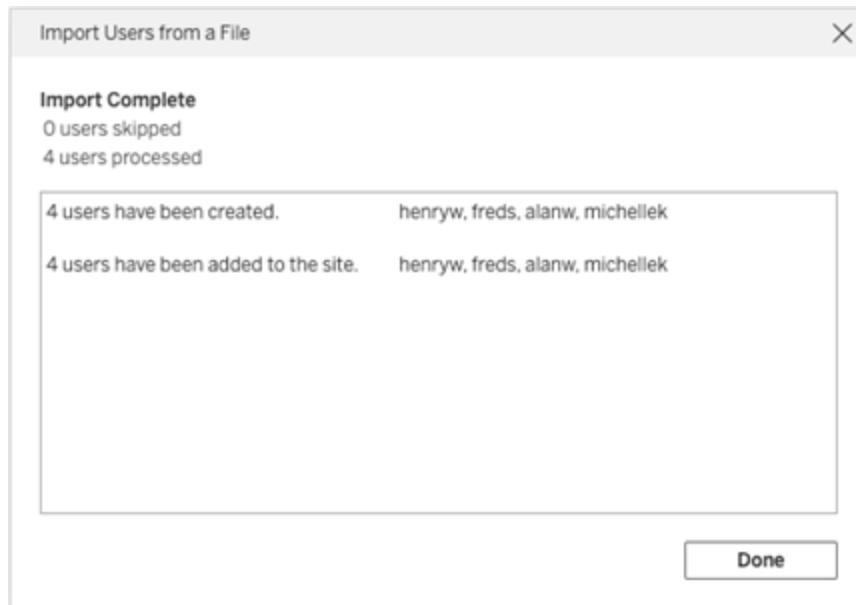 Import Users from a File
Import Complete
0 users skipped
4 users processed
4 users have been created. henryw, freds, alanw, michellek
4 users have been added to the site. henryw, freds, alanw, michellek
Done